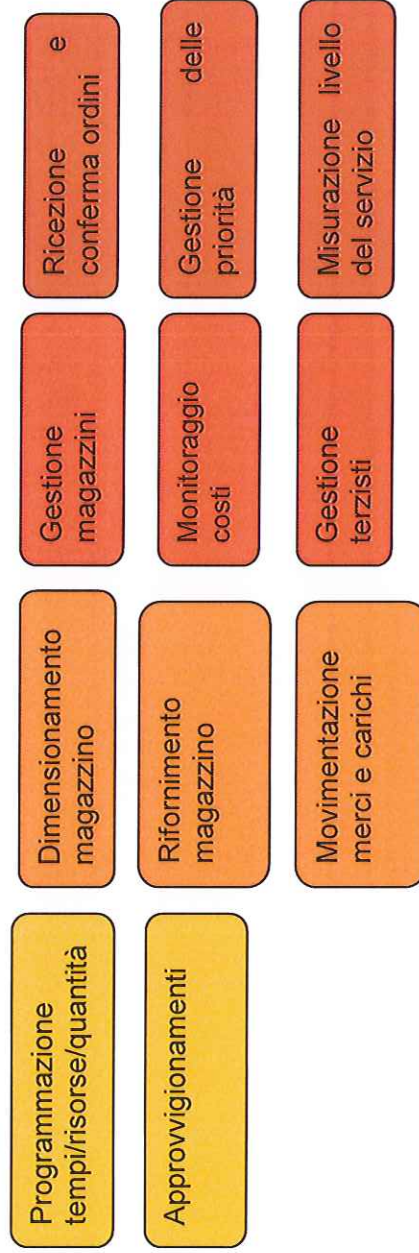 Programmazione
tempi/risorse/quantità
Approvvigionamenti
Dimensionamento
magazzino
Rifornimento
magazzino
Movimentazione
merci e carichi
Gestione
magazzini
Monitoraggio
costi
Gestione
terzisti
Ricezione e
conferma ordini
Gestione delle
priorità
Misurazione livello
del servizio